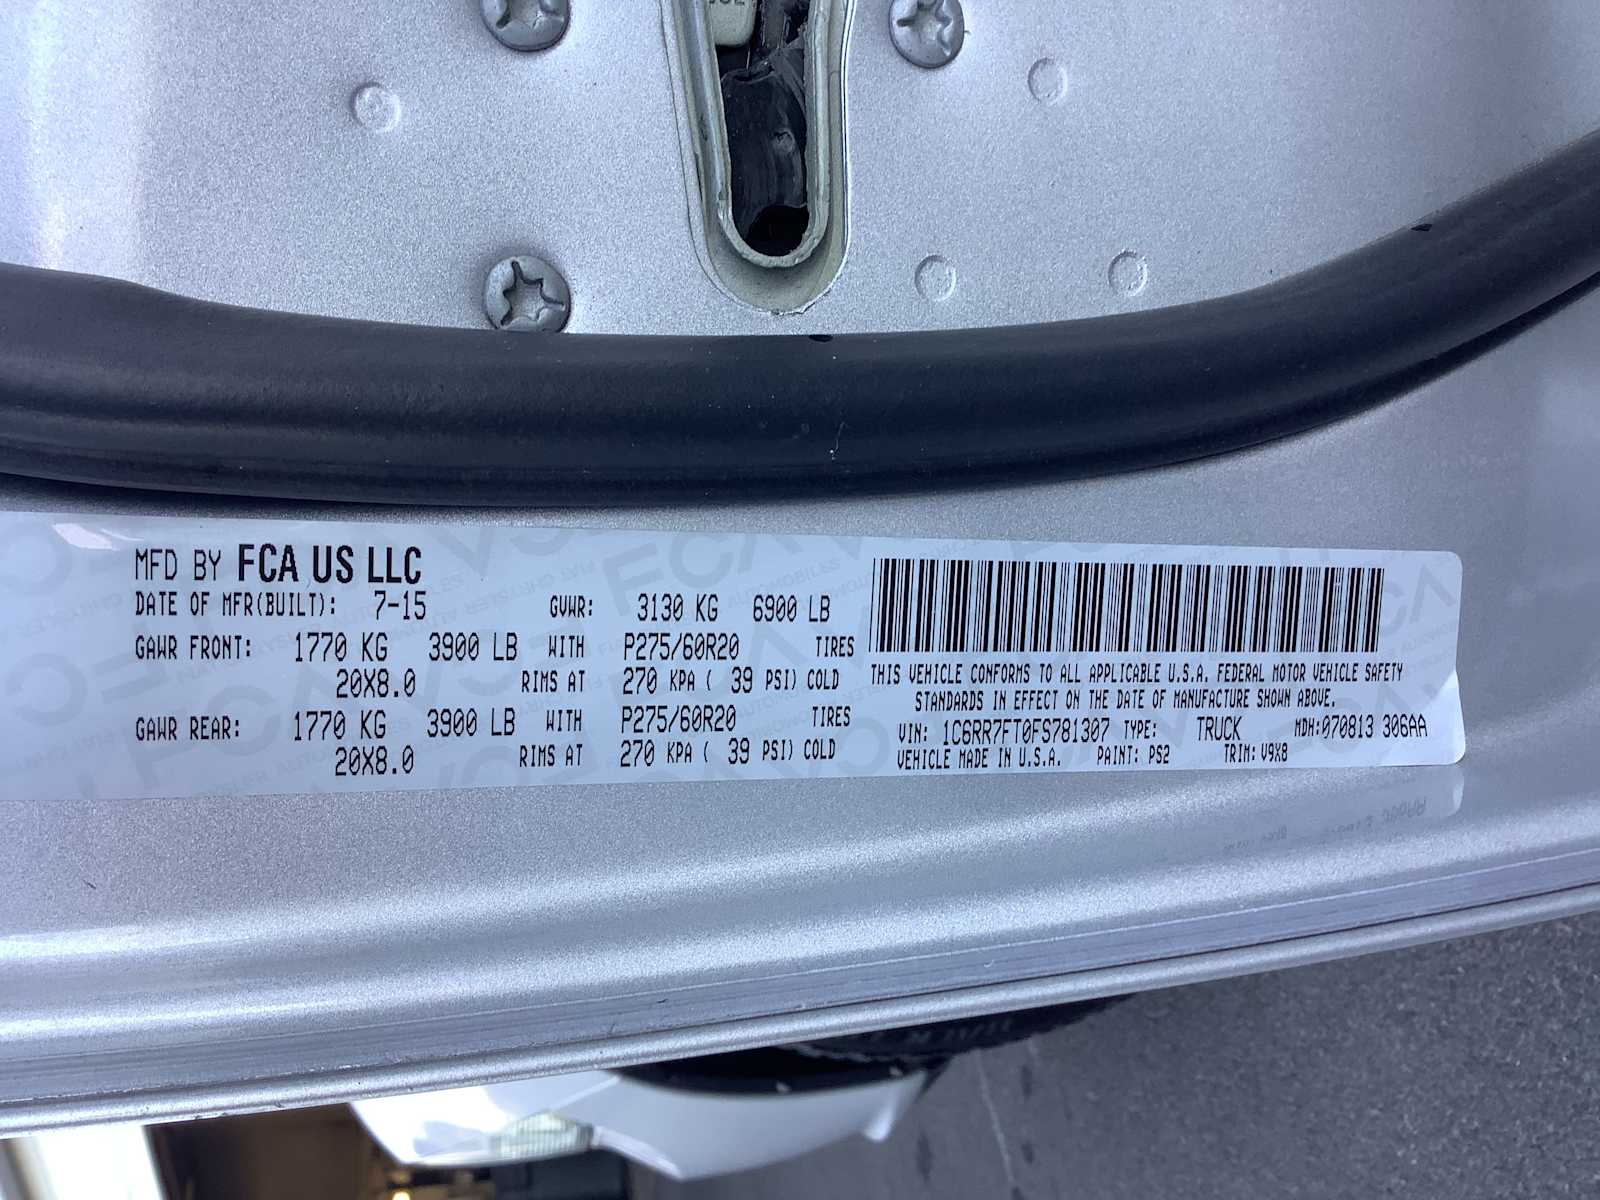 MFD BY FCA US LLC
DATE OF MFR(BUILT): 7-15 GVWR: 3130 KG 6900 LB
GAWR FRONT: 1770 KG 3900 LB WITH P275/60R20 TIRES
20X8.0 RIMS AT 270 KPA ( 39 PSI) COLD
GAWR REAR: 1770 KG 3900 LB WITH P275/60R20 TIRES
20X8.0 RIMS AT 270 KPA ( 39 PSI) COLD
THIS VEHICLE CONFORMS TO ALL APPLICABLE U.S.A. FEDERAL MOTOR VEHICLE SAFETY
STANDARDS IN EFFECT ON THE DATE OF MANUFACTURE SHOWN ABOVE.
VIN: 1C6RR7FT0FS781307 TYPE: TRUCK MDH:070813 306AA
VEHICLE MADE IN U.S.A. PAINT: PS2 TRIM: V9X8